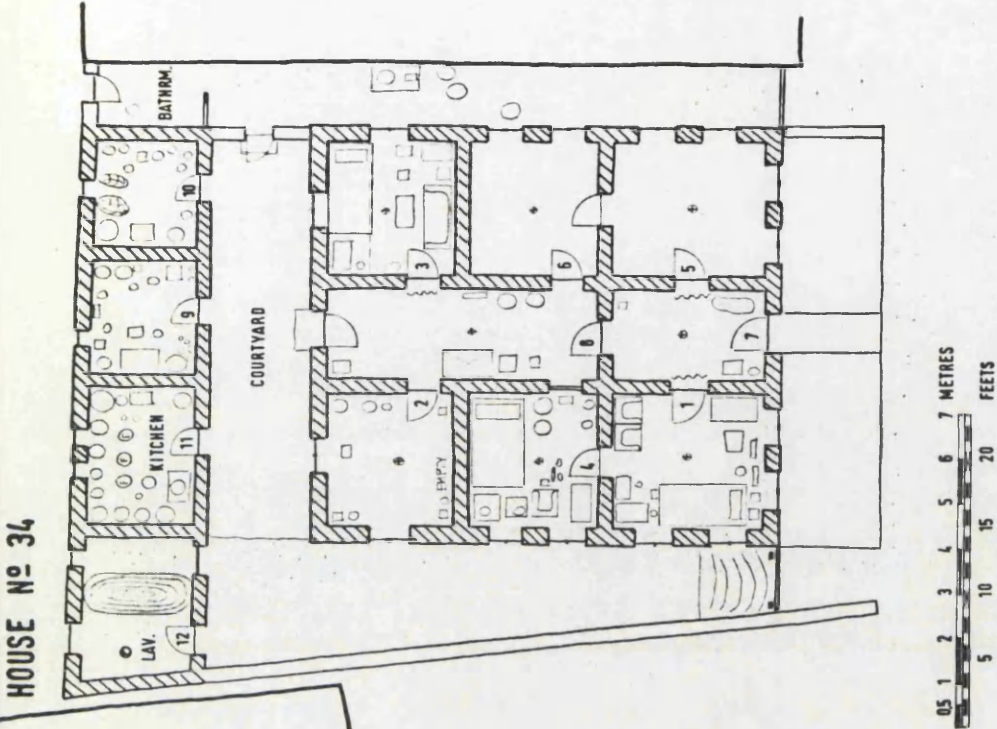 HOUSE Nº 34
BATHRM.
10
9
KITCHEN
11
LAV.
12
COURTYARD
3
6
5
2
8
7
EMPTY
4
1
0,5 1 2 3 4 5 6 7 METRES
5 10 15 20 FEETS